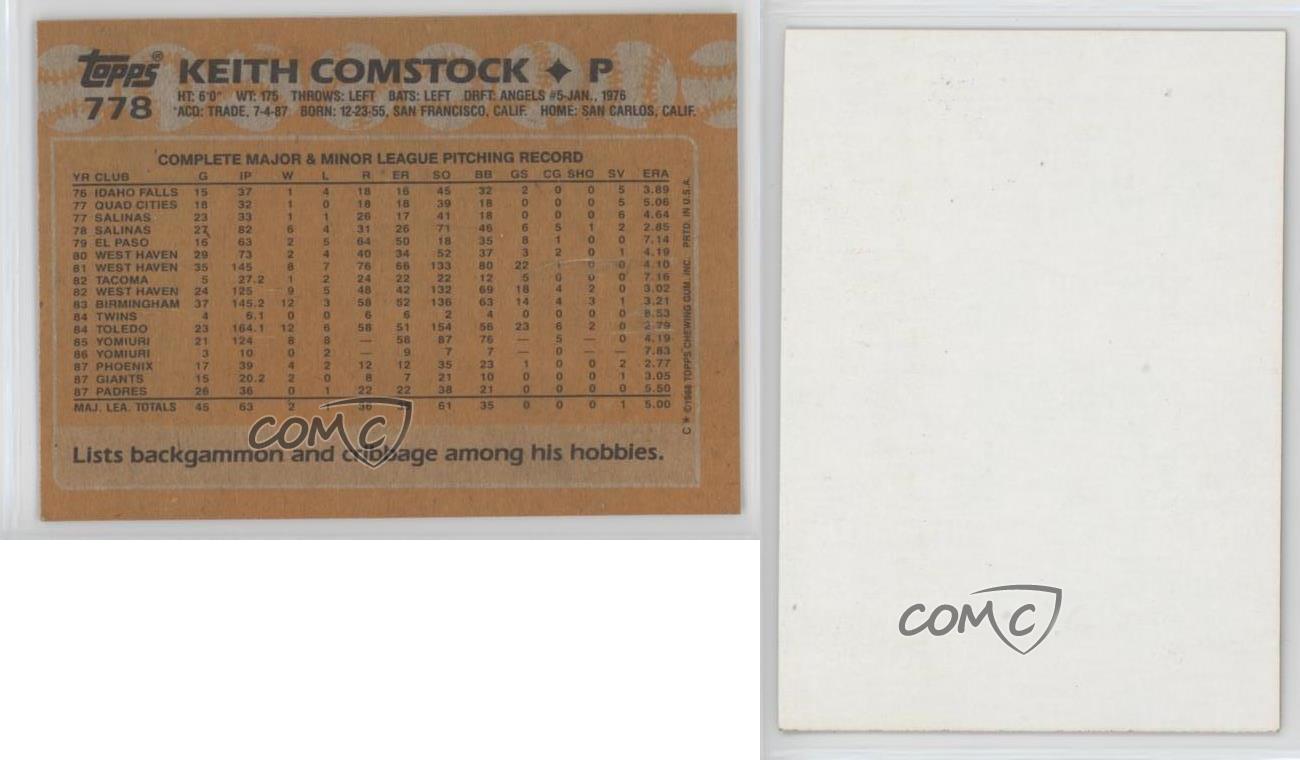 topps® KEITH COMSTOCK ✦ P
778 HT: 6'0" WT: 175 THROWS: LEFT BATS: LEFT DRFT: ANGELS #5-JAN., 1976
*ACQ: TRADE, 7-4-87 BORN: 12-23-55, SAN FRANCISCO, CALIF. HOME: SAN CARLOS, CALIF.
COMPLETE MAJOR & MINOR LEAGUE PITCHING RECORD
YR CLUB G IP W L R ER SO BB GS CG SHO SV ERA
76 IDAHO FALLS 15 37 1 4 18 16 45 32 2 0 0 5 3.89
77 QUAD CITIES 18 32 1 0 18 18 39 18 0 0 0 5 5.06
77 SALINAS 23 33 1 1 26 17 41 18 0 0 0 6 4.64
78 SALINAS 27 82 6 4 31 26 71 46 6 5 1 2 2.85
79 EL PASO 16 63 2 5 64 50 18 35 8 1 0 0 7.14
80 WEST HAVEN 29 73 2 4 40 34 52 37 3 2 0 1 4.19
81 WEST HAVEN 35 145 8 7 76 66 133 80 22 1 0 0 4.10
82 TACOMA 5 27.2 1 2 24 22 22 12 5 0 0 0 7.16
82 WEST HAVEN 24 125 9 5 48 42 132 69 18 4 2 0 3.02
83 BIRMINGHAM 37 145.2 12 3 58 52 136 63 14 4 3 1 3.21
84 TWINS 4 6.1 0 0 6 6 2 4 0 0 0 0 8.53
84 TOLEDO 23 164.1 12 6 58 51 154 56 23 6 2 0 2.79
85 YOMIURI 21 124 8 8 — 58 87 76 — 5 — 0 4.19
86 YOMIURI 3 10 0 2 — 9 7 7 — 0 — — 7.83
87 PHOENIX 17 39 4 2 12 12 35 23 1 0 0 2 2.77
87 GIANTS 15 20.2 2 0 8 7 21 10 0 0 0 1 3.05
87 PADRES 26 36 0 1 22 22 38 21 0 0 0 0 5.50
MAJ. LEA. TOTALS 45 63 2 1 36 61 35 0 0 0 1 5.00
C * ©1988 TOPPS CHEWING GUM, INC. PRTD. IN U.S.A.
Lists backgammon and cribbage among his hobbies.
COMC
COMC